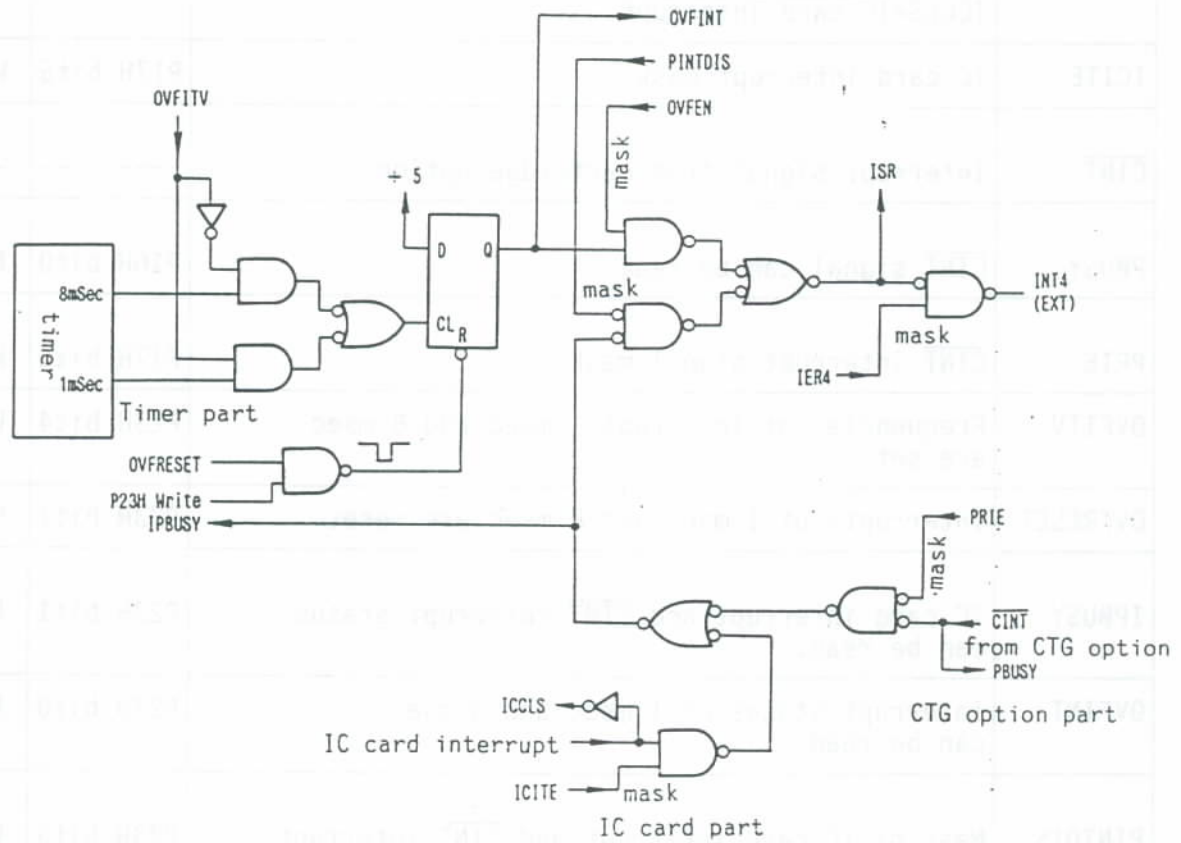 OVFINT
PINTDIS
OVFITV
OVFEN
mask
ISR
+ 5
D
Q
CL
R
8mSec
timer
1mSec
Timer part
mask
INT4
(EXT)
mask
IER4
OVFRESET
P23H Write
IPBUSY
PRIE
mask
CINT
from CTG option
PBUSY
CTG option part
ICCLS
IC card interrupt
ICITE
mask
IC card part